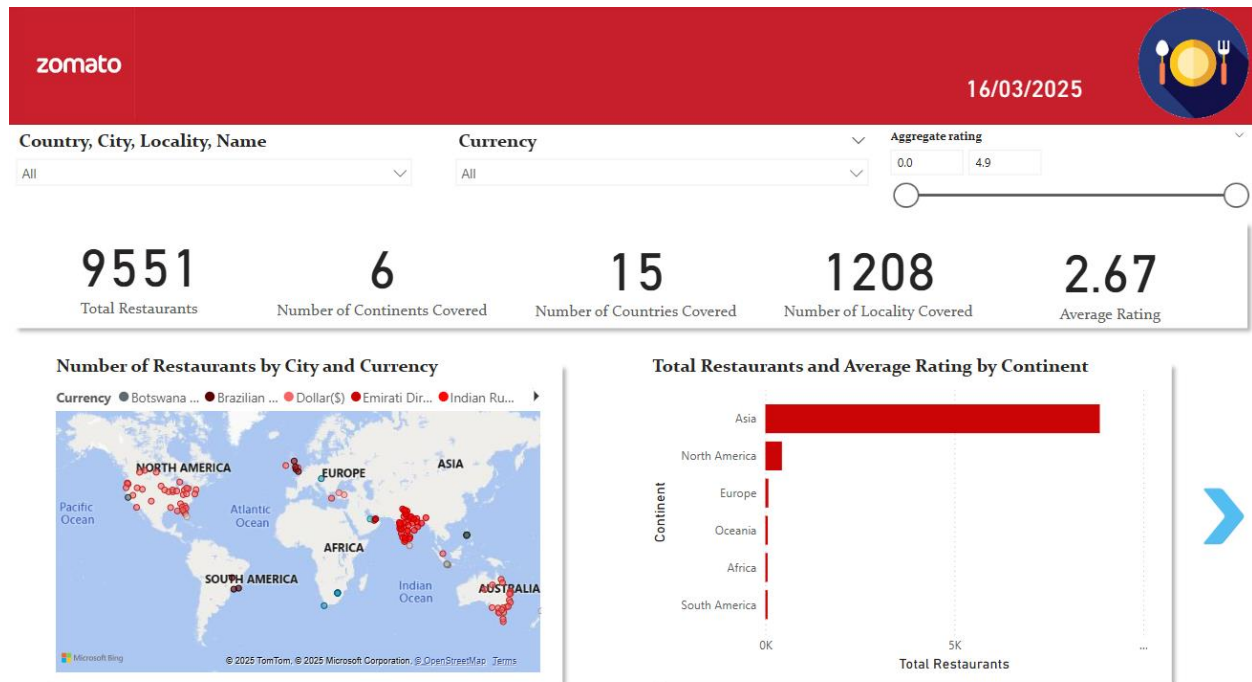 zomato
16/03/2025
Country, City, Locality, Name
All
Currency
All
Aggregate rating
0.0 4.9
9551
Total Restaurants
6
Number of Continents Covered
15
Number of Countries Covered
1208
Number of Locality Covered
2.67
Average Rating
Number of Restaurants by City and Currency
Currency Botswana ... Brazilian ... Dollar($) Emirati Dir... Indian Ru...
NORTH AMERICA
EUROPE
ASIA
Pacific
Ocean
Atlantic
Ocean
AFRICA
SOUTH AMERICA
Indian
Ocean
AUSTRALIA
Microsoft Bing
© 2025 TomTom, © 2025 Microsoft Corporation, © OpenStreetMap Terms
Total Restaurants and Average Rating by Continent
Continent
Asia
North America
Europe
Oceania
Africa
South America
0K 5K ...
Total Restaurants